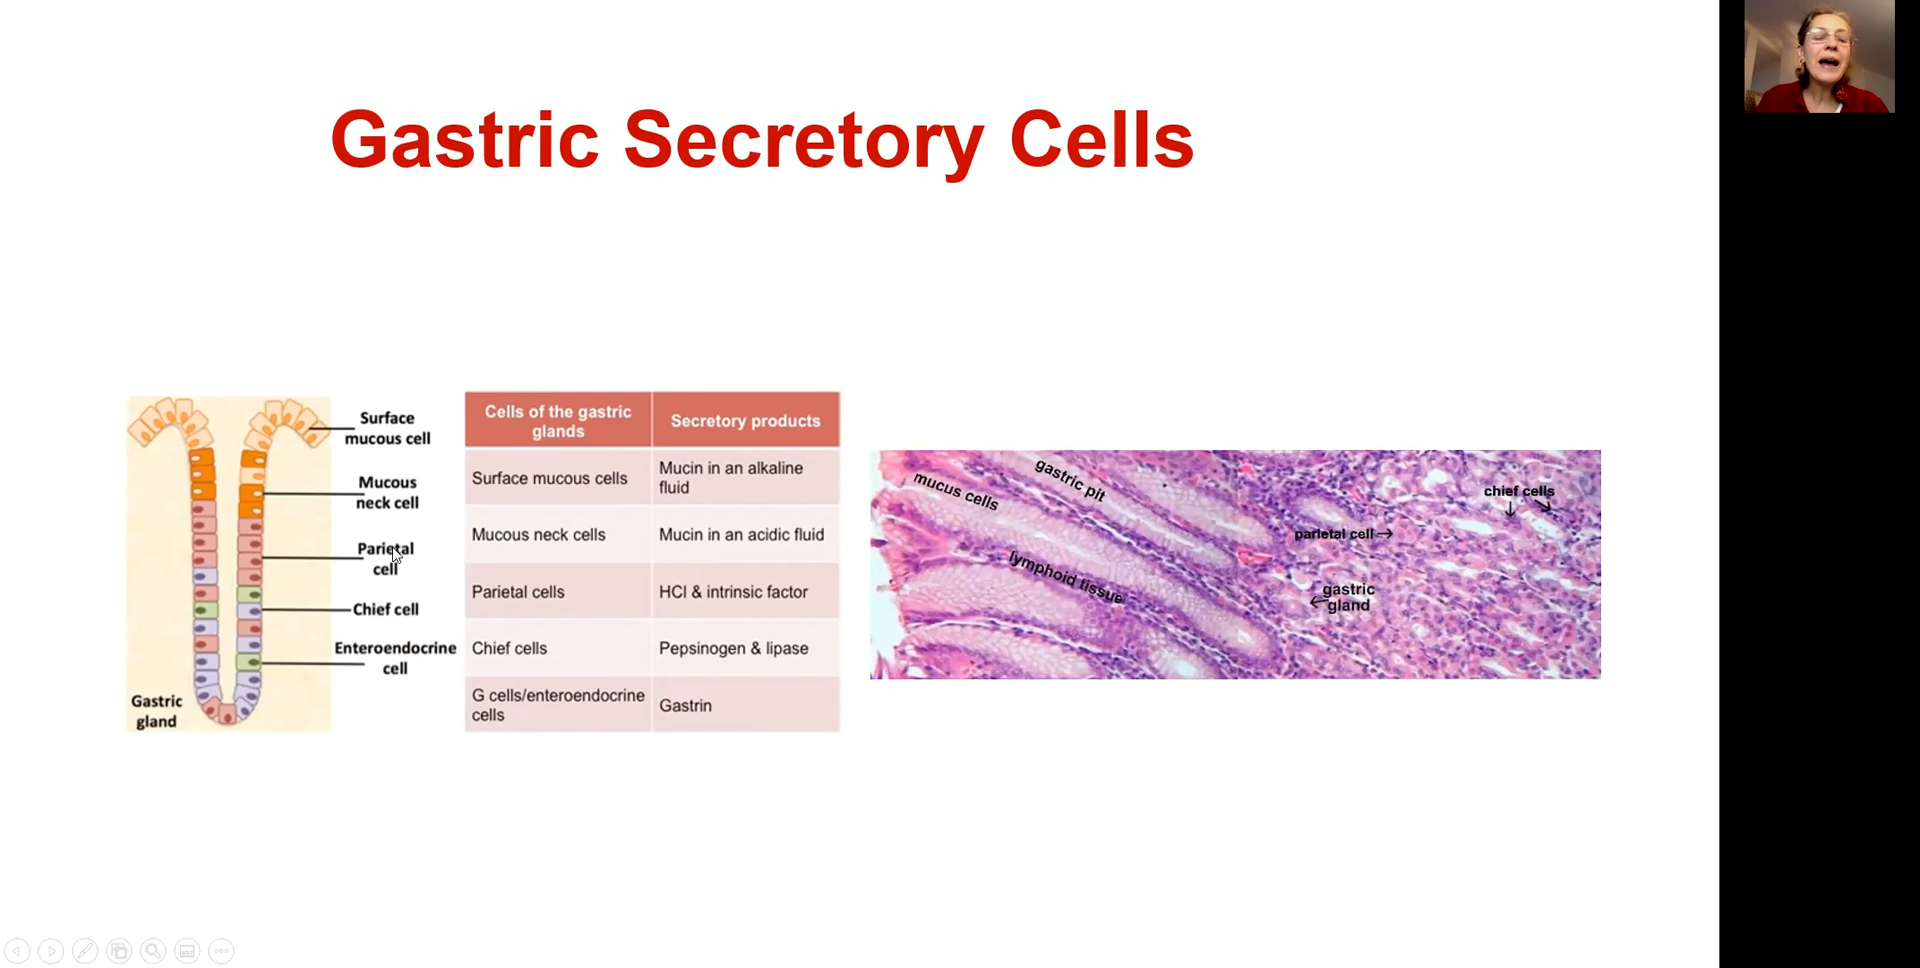 Gastric Secretory Cells
Surface
mucous cell
Mucous
neck cell
Parietal
cell
Chief cell
Enteroendocrine
cell
Gastric
gland
Cells of the gastric
glands
Secretory products
Surface mucous cells
Mucin in an alkaline
fluid
Mucous neck cells
Mucin in an acidic fluid
Parietal cells
HCl & intrinsic factor
Chief cells
Pepsinogen & lipase
G cells/enteroendocrine
cells
Gastrin
mucus cells
gastric pit
lymphoid tissue
parietal cell
gastric
gland
chief cells